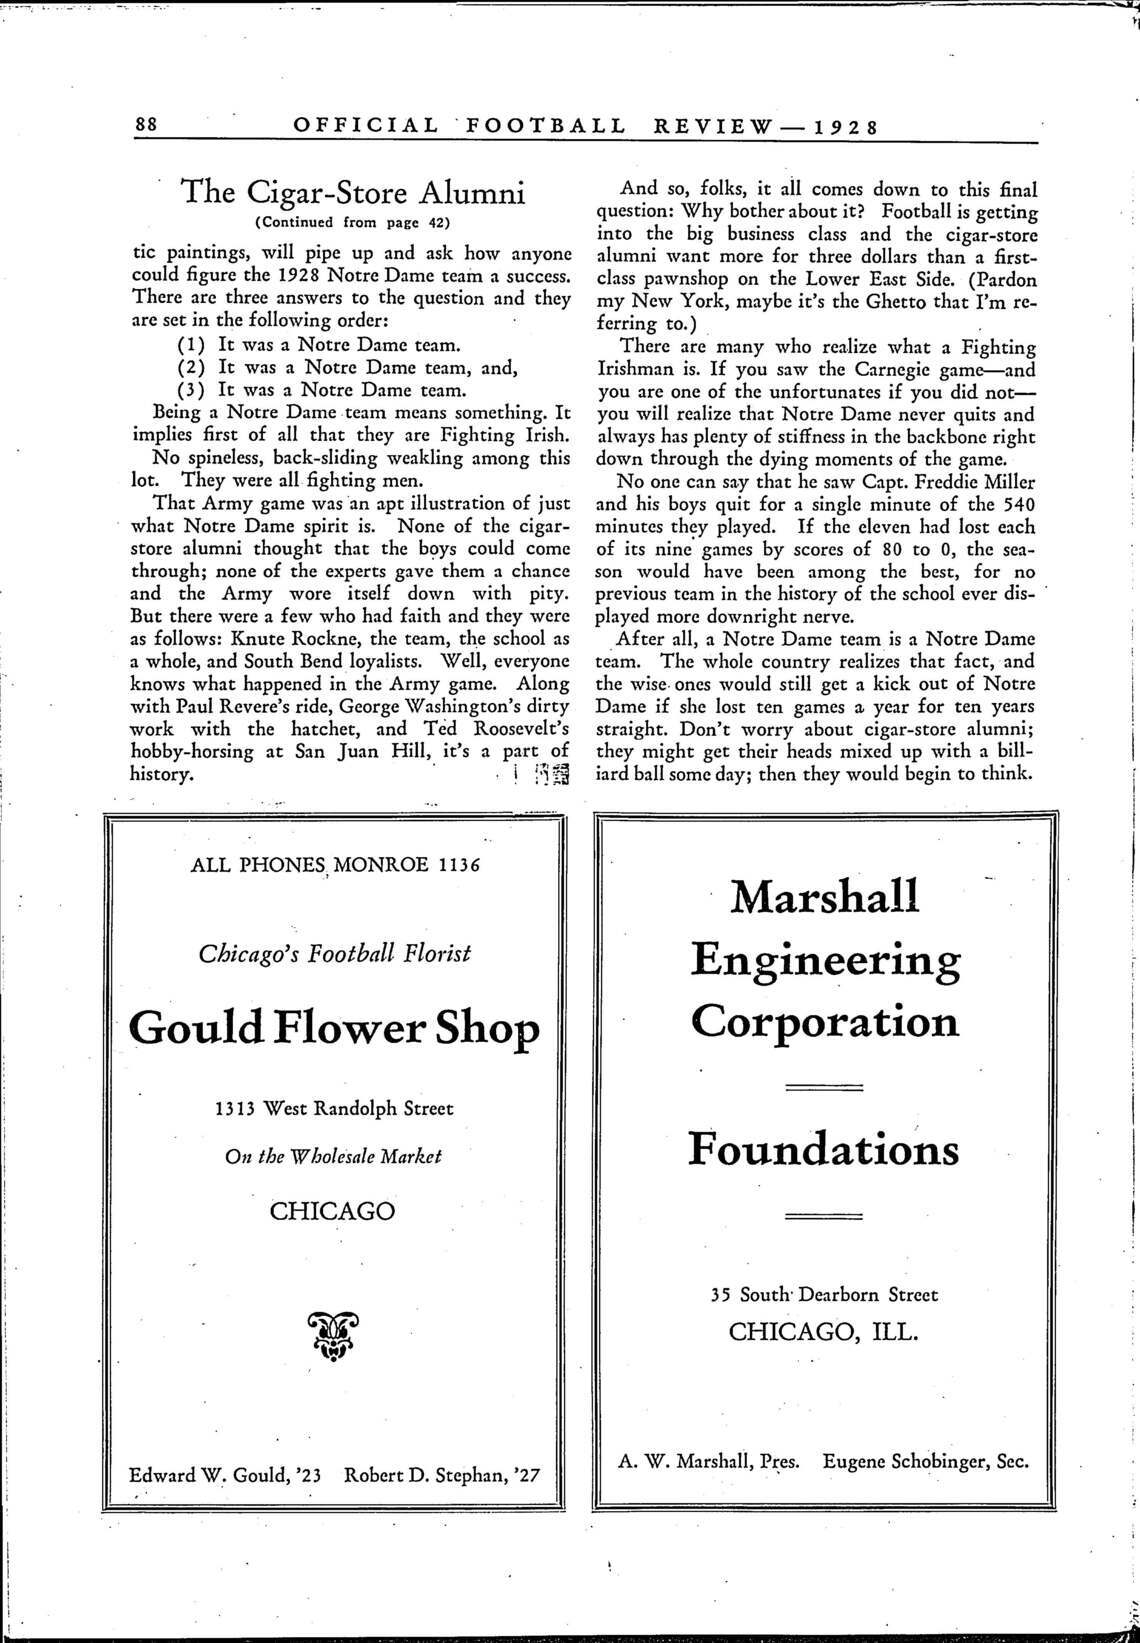 88 OFFICIAL FOOTBALL REVIEW—1928
The Cigar-Store Alumni
(Continued from page 42)
tic paintings, will pipe up and ask how anyone
could figure the 1928 Notre Dame team a success.
There are three answers to the question and they
are set in the following order:
(1) It was a Notre Dame team.
(2) It was a Notre Dame team, and,
(3) It was a Notre Dame team.
Being a Notre Dame team means something. It
implies first of all that they are Fighting Irish.
No spineless, back-sliding weakling among this
lot. They were all fighting men.
That Army game was an apt illustration of just
what Notre Dame spirit is. None of the cigar-
store alumni thought that the boys could come
through; none of the experts gave them a chance
and the Army wore itself down with pity.
But there were a few who had faith and they were
as follows: Knute Rockne, the team, the school as
a whole, and South Bend loyalists. Well, everyone
knows what happened in the Army game. Along
with Paul Revere's ride, George Washington's dirty
work with the hatchet, and Ted Roosevelt's
hobby-horsing at San Juan Hill, it's a part of
history.
And so, folks, it all comes down to this final
question: Why bother about it? Football is getting
into the big business class and the cigar-store
alumni want more for three dollars than a first-
class pawnshop on the Lower East Side. (Pardon
my New York, maybe it's the Ghetto that I'm re-
ferring to.)
There are many who realize what a Fighting
Irishman is. If you saw the Carnegie game—and
you are one of the unfortunates if you did not—
you will realize that Notre Dame never quits and
always has plenty of stiffness in the backbone right
down through the dying moments of the game.
No one can say that he saw Capt. Freddie Miller
and his boys quit for a single minute of the 540
minutes they played. If the eleven had lost each
of its nine games by scores of 80 to 0, the sea-
son would have been among the best, for no
previous team in the history of the school ever dis-
played more downright nerve.
After all, a Notre Dame team is a Notre Dame
team. The whole country realizes that fact, and
the wise ones would still get a kick out of Notre
Dame if she lost ten games a year for ten years
straight. Don't worry about cigar-store alumni;
they might get their heads mixed up with a bill-
iard ball some day; then they would begin to think.
ALL PHONES MONROE 1136
Chicago's Football Florist
Gould Flower Shop
1313 West Randolph Street
On the Wholesale Market
CHICAGO
Edward W. Gould, '23 Robert D. Stephan, '27
Marshall
Engineering
Corporation
Foundations
35 South Dearborn Street
CHICAGO, ILL.
A. W. Marshall, Pres. Eugene Schobinger, Sec.